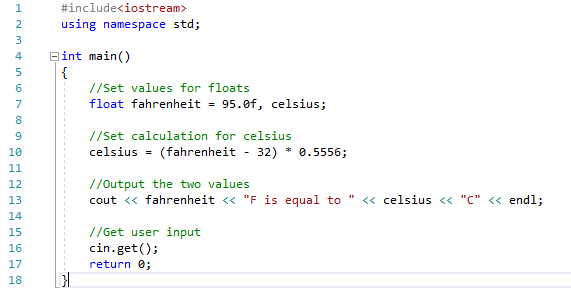 1 #include<iostream>
2 using namespace std;
3
4 int main()
5 {
6 //Set values for floats
7 float fahrenheit = 95.0f, celsius;
8
9 //Set calculation for celsius
10 celsius = (fahrenheit - 32) * 0.5556;
11
12 //Output the two values
13 cout << fahrenheit << "F is equal to " << celsius << "C" << endl;
14
15 //Get user input
16 cin.get();
17 return 0;
18 }